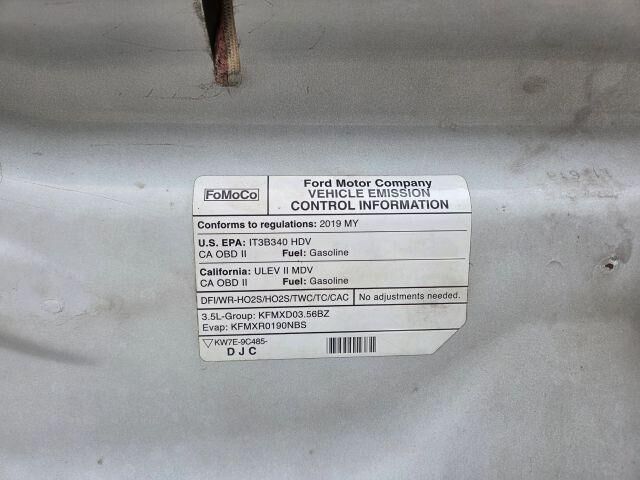 FoMoCo
Ford Motor Company
VEHICLE EMISSION
CONTROL INFORMATION
Conforms to regulations: 2019 MY
U.S. EPA: IT3B340 HDV
CA OBD II Fuel: Gasoline
California: ULEV II MDV
CA OBD II Fuel: Gasoline
DFI/WR-HO2S/HO2S/TWC/TC/CAC No adjustments needed.
3.5L-Group: KFMXD03.56BZ
Evap: KFMXR0190NBS
KW7E-9C485-
D J C